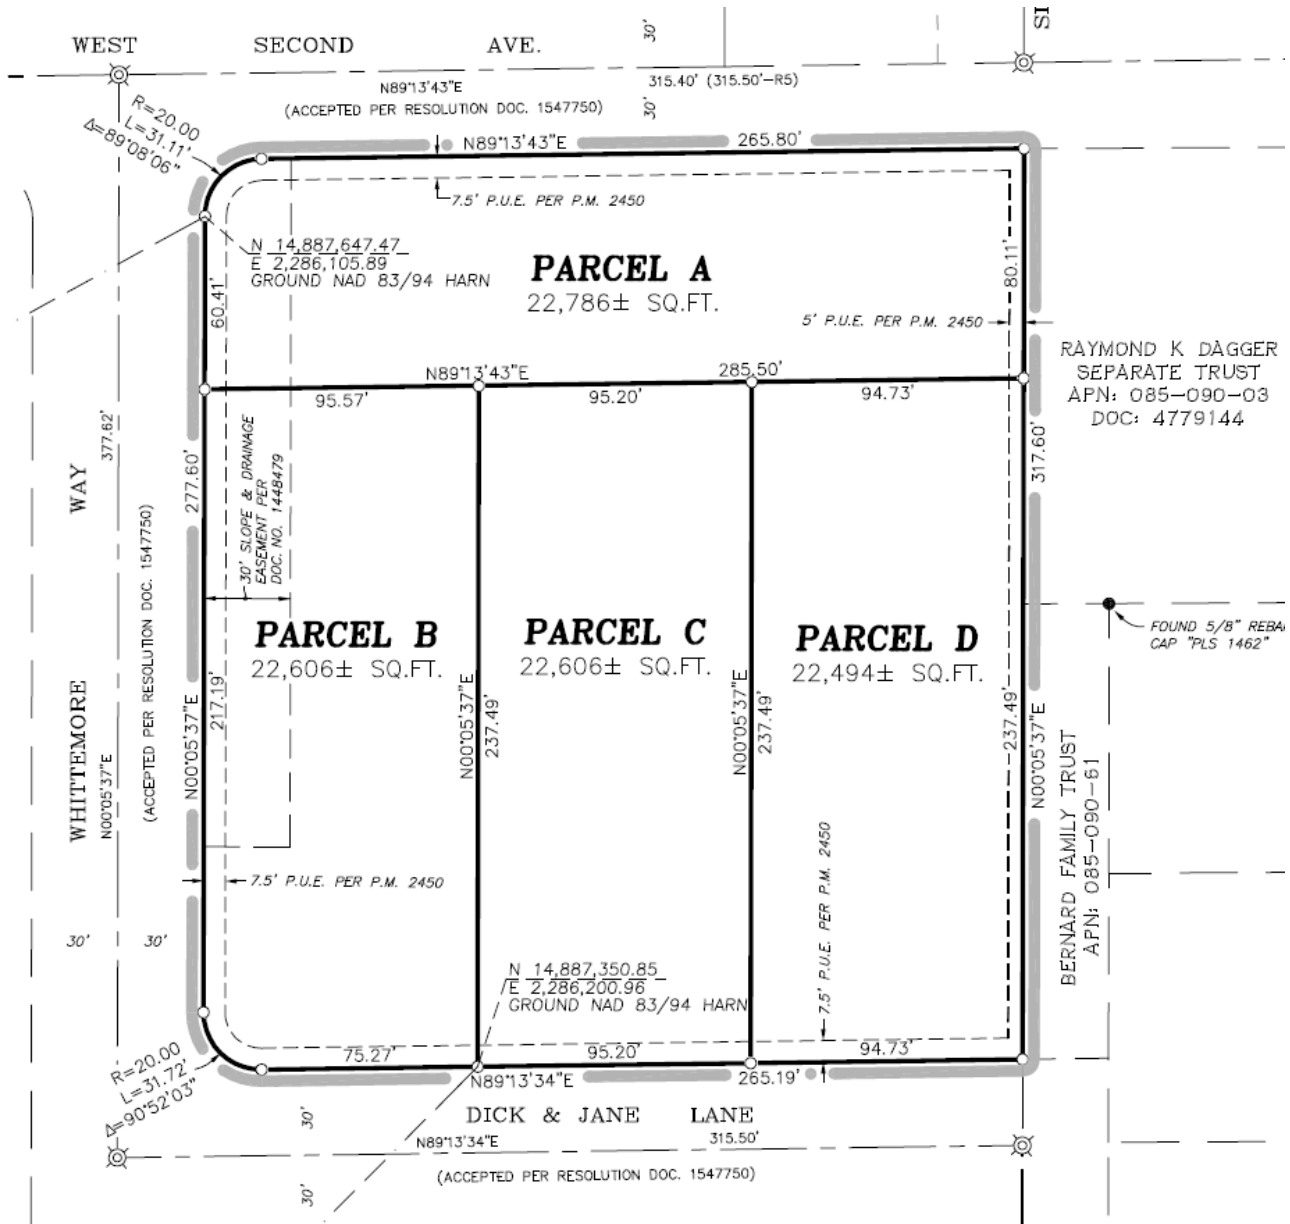 WEST SECOND AVE.
30'
SI
N89°13'43"E
315.40' (315.50'-R5)
(ACCEPTED PER RESOLUTION DOC. 1547750)
30'
R=20.00
L=31.11'
Δ=89°08'06"
N89°13'43"E
265.80'
7.5' P.U.E. PER P.M. 2450
N 14,887,647.47
E 2,286,105.89
GROUND NAD 83/94 HARN
PARCEL A
22,786± SQ.FT.
60.41'
80.11'
5' P.U.E. PER P.M. 2450
RAYMOND K DAGGER
SEPARATE TRUST
APN: 085-090-03
DOC: 4779144
N89°13'43"E
285.50'
95.57'
95.20'
94.73'
377.62'
277.60'
317.60'
30' SLOPE & DRAINAGE
EASEMENT PER
DOC. NO. 1448479
WHITTEMORE WAY
N00°05'37"E
(ACCEPTED PER RESOLUTION DOC. 1547750)
PARCEL B
22,606± SQ.FT.
PARCEL C
22,606± SQ.FT.
PARCEL D
22,494± SQ.FT.
FOUND 5/8" REBA
CAP "PLS 1462"
N00°05'37"E
217.19'
N00°05'37"E
237.49'
N00°05'37"E
237.49'
237.49'
N00°05'37"E
BERNARD FAMILY TRUST
APN: 085-090-61
7.5' P.U.E. PER P.M. 2450
7.5' P.U.E. PER P.M. 2450
30'
30'
N 14,887,350.85
E 2,286,200.96
GROUND NAD 83/94 HARN
R=20.00
L=31.72'
Δ=90°52'03"
75.27'
95.20'
94.73'
N89°13'34"E
265.19'
30'
DICK & JANE LANE
N89°13'34"E
315.50'
(ACCEPTED PER RESOLUTION DOC. 1547750)
30'